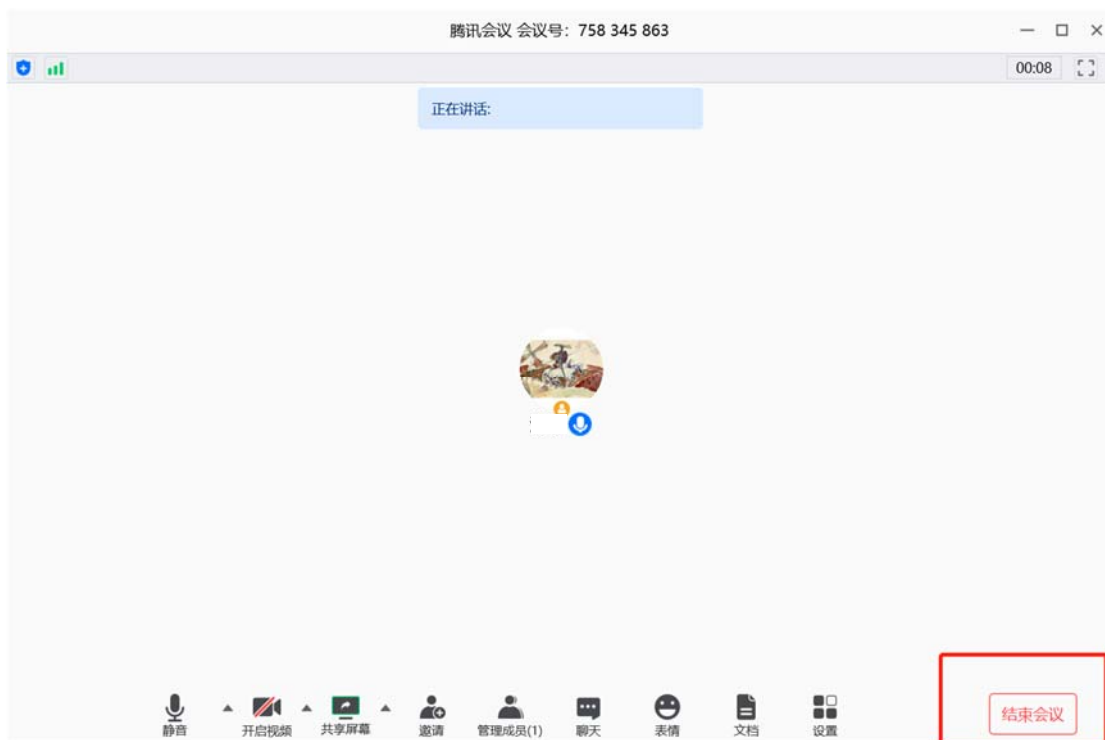 腾讯会议 会议号：758 345 863
00:08
正在讲话:
静音
开启视频
共享屏幕
邀请
管理成员(1)
聊天
表情
文档
设置
结束会议